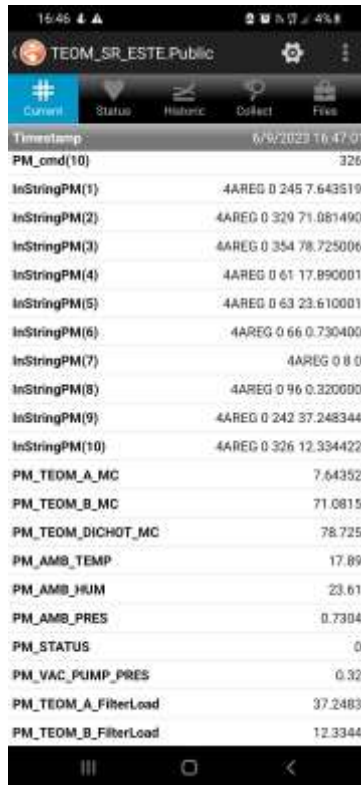 16:46
4%
TEOM_SR_ESTE.Public
Current Status Historic Collect Files
Timestamp 6/9/2023 16:47:01
PM_cmd(10) 326
InStringPM(1) 4AREG 0 245 7.643519
InStringPM(2) 4AREG 0 329 71.081490
InStringPM(3) 4AREG 0 354 78.725006
InStringPM(4) 4AREG 0 61 17.890001
InStringPM(5) 4AREG 0 63 23.610001
InStringPM(6) 4AREG 0 66 0.730400
InStringPM(7) 4AREG 0 8 0
InStringPM(8) 4AREG 0 96 0.320000
InStringPM(9) 4AREG 0 242 37.248344
InStringPM(10) 4AREG 0 326 12.334422
PM_TEOM_A_MC 7.64352
PM_TEOM_B_MC 71.0815
PM_TEOM_DICHOT_MC 78.725
PM_AMB_TEMP 17.89
PM_AMB_HUM 23.61
PM_AMB_PRES 0.7304
PM_STATUS 0
PM_VAC_PUMP_PRES 0.32
PM_TEOM_A_FilterLoad 37.2483
PM_TEOM_B_FilterLoad 12.3344